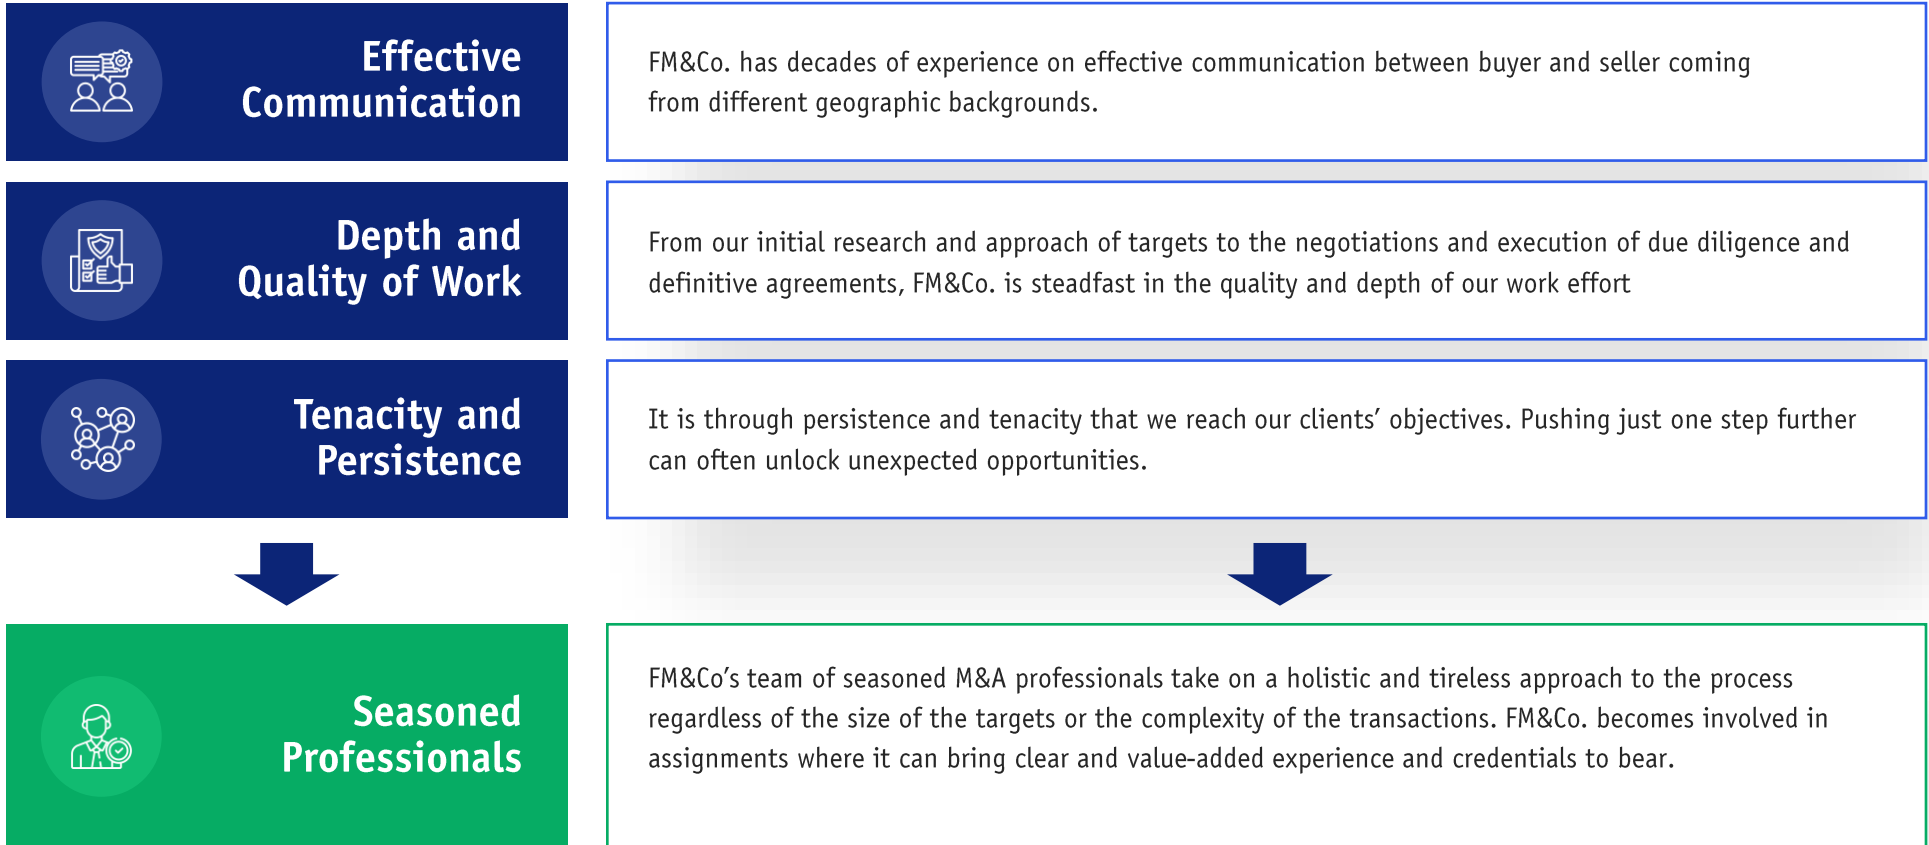 Effective
Communication
FM&Co. has decades of experience on effective communication between buyer and seller coming
from different geographic backgrounds.
Depth and
Quality of Work
From our initial research and approach of targets to the negotiations and execution of due diligence and
definitive agreements, FM&Co. is steadfast in the quality and depth of our work effort
Tenacity and
Persistence
It is through persistence and tenacity that we reach our clients’ objectives. Pushing just one step further
can often unlock unexpected opportunities.
Seasoned
Professionals
FM&Co’s team of seasoned M&A professionals take on a holistic and tireless approach to the process
regardless of the size of the targets or the complexity of the transactions. FM&Co. becomes involved in
assignments where it can bring clear and value-added experience and credentials to bear.